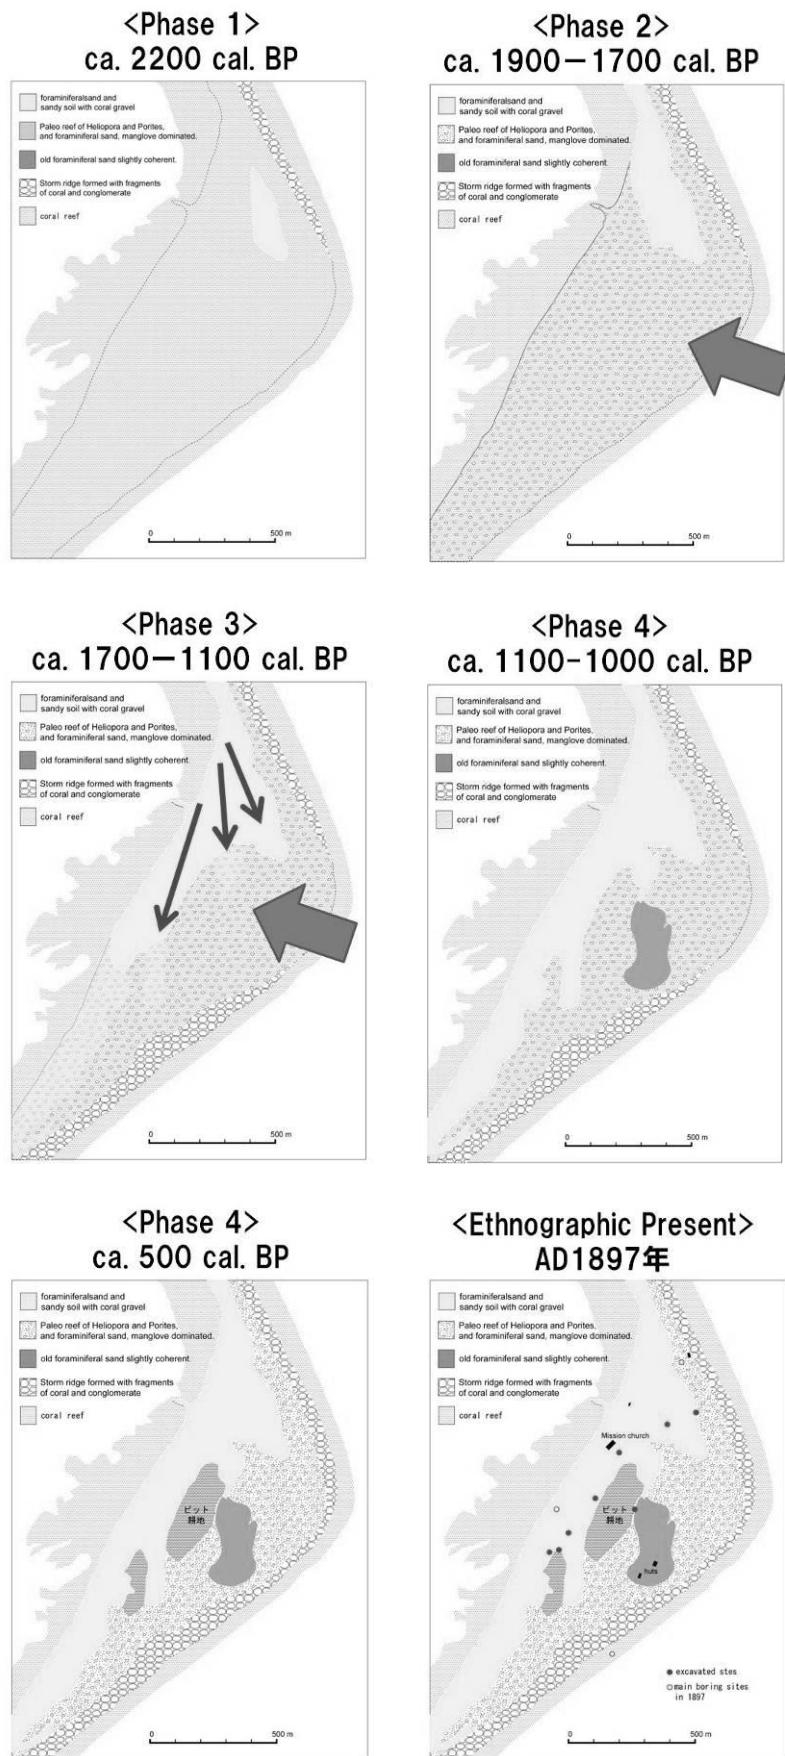 <Phase 1>
ca. 2200 cal. BP
foraminiferalsand and
sandy soil with coral gravel
Paleo reef of Heliopora and Porites,
and foraminiferal sand, manglove dominated.
old foraminiferal sand slightly coherent.
Storm ridge formed with fragments
of coral and conglomerate
coral reef
0 500 m
<Phase 2>
ca. 1900－1700 cal. BP
foraminiferalsand and
sandy soil with coral gravel
Paleo reef of Heliopora and Porites,
and foraminiferal sand, manglove dominated.
old foraminiferal sand slightly coherent.
Storm ridge formed with fragments
of coral and conglomerate
coral reef
0 500 m
<Phase 3>
ca. 1700－1100 cal. BP
foraminiferalsand and
sandy soil with coral gravel
Paleo reef of Heliopora and Porites,
and foraminiferal sand, manglove dominated.
old foraminiferal sand slightly coherent.
Storm ridge formed with fragments
of coral and conglomerate
coral reef
0 500 m
<Phase 4>
ca. 1100-1000 cal. BP
foraminiferalsand and
sandy soil with coral gravel
Paleo reef of Heliopora and Porites,
and foraminiferal sand, manglove dominated.
old foraminiferal sand slightly coherent.
Storm ridge formed with fragments
of coral and conglomerate
coral reef
0 500 m
<Phase 4>
ca. 500 cal. BP
foraminiferalsand and
sandy soil with coral gravel
Paleo reef of Heliopora and Porites,
and foraminiferal sand, manglove dominated.
old foraminiferal sand slightly coherent.
Storm ridge formed with fragments
of coral and conglomerate
coral reef
ピット
耕地
0 500 m
<Ethnographic Present>
AD1897年
foraminiferalsand and
sandy soil with coral gravel
Paleo reef of Heliopora and Porites,
and foraminiferal sand, manglove dominated.
old foraminiferal sand slightly coherent.
Storm ridge formed with fragments
of coral and conglomerate
coral reef
Mission church
ピット
耕地
huts
excavated stes
main boring sites
in 1897
0 500 m